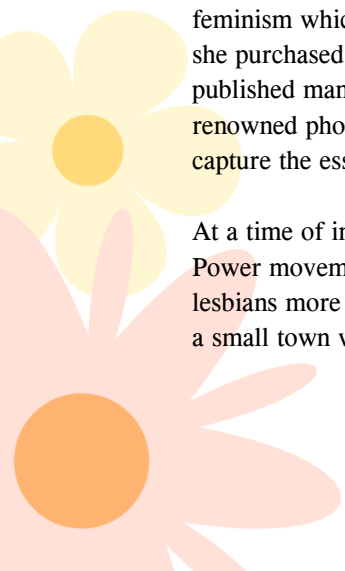 feminism whic
she purchased
published man
renowned pho
capture the ess
At a time of in
Power movem
lesbians more
a small town